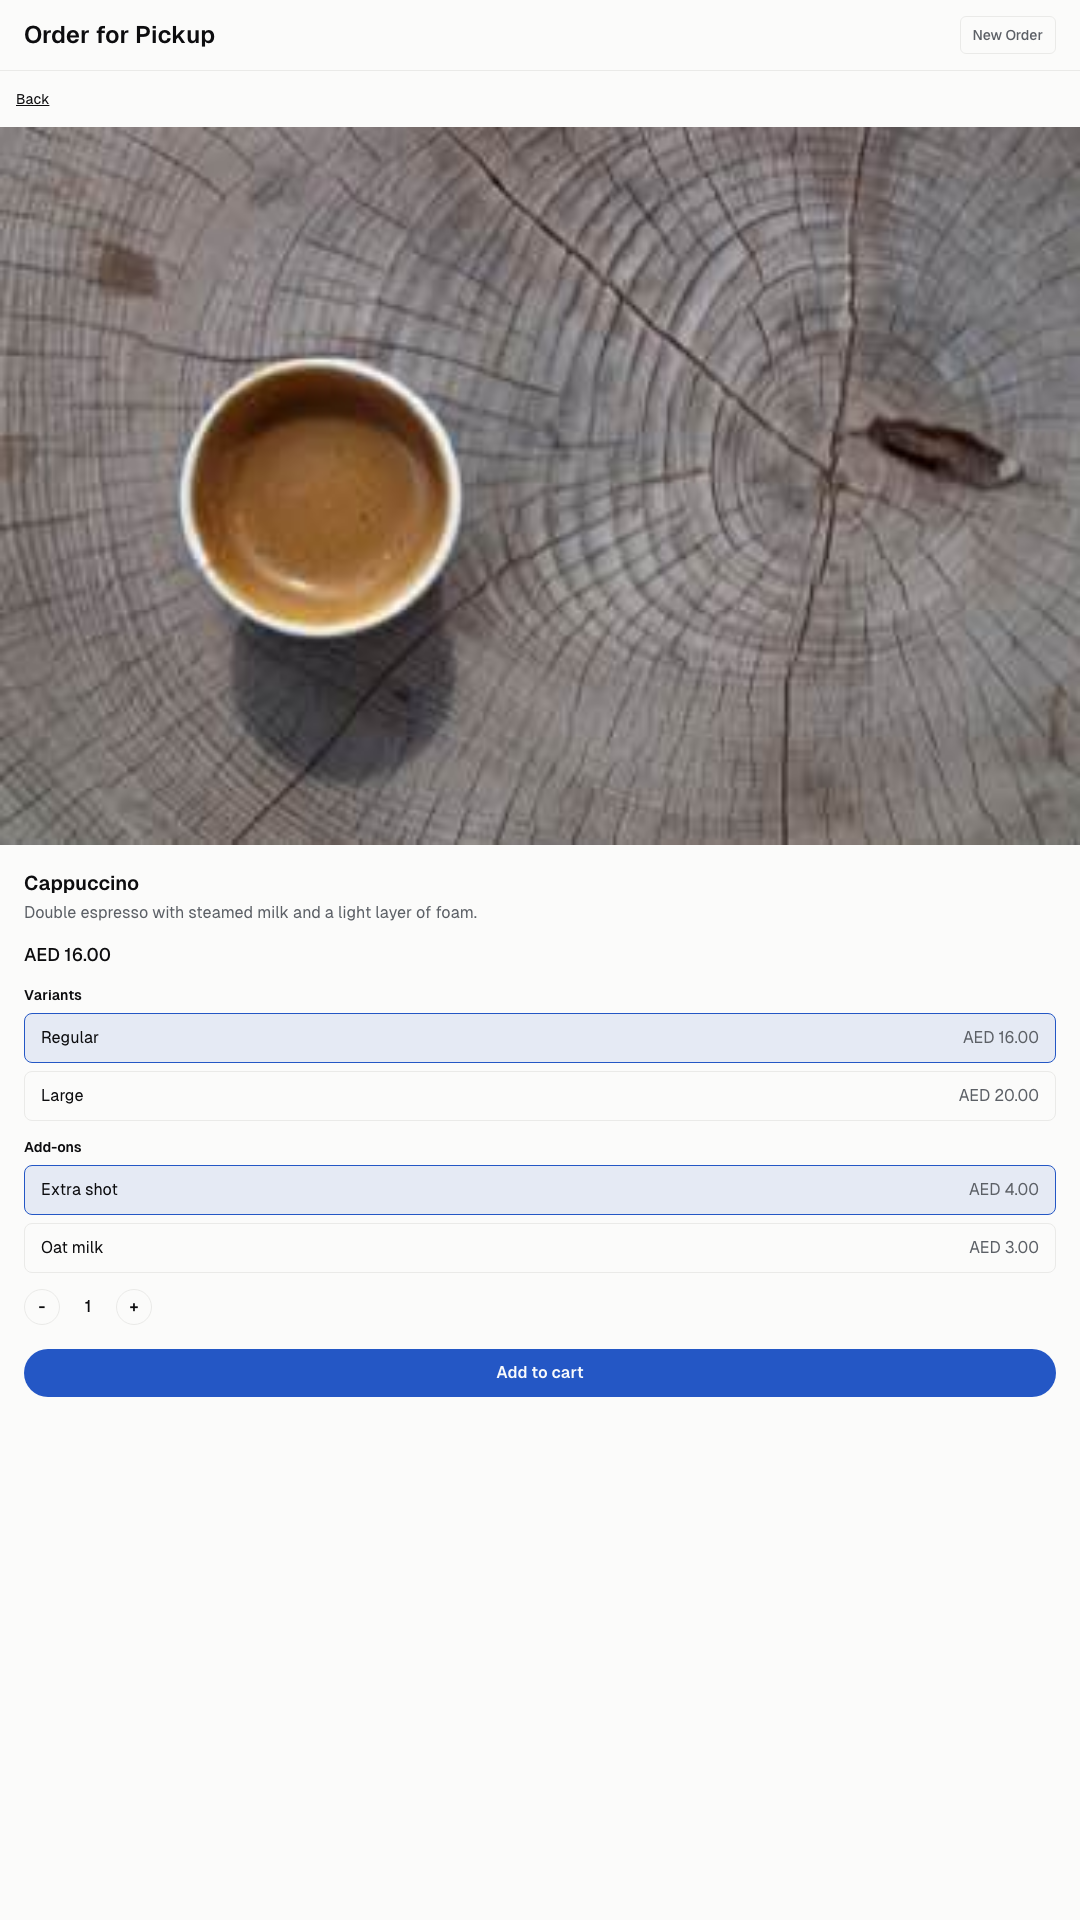 Order for Pickup
New Order
Back
Cappuccino
Double espresso with steamed milk and a light layer of foam.
AED 16.00
Variants
Regular AED 16.00
Large AED 20.00
Add-ons
Extra shot AED 4.00
Oat milk AED 3.00
- 1 +
Add to cart